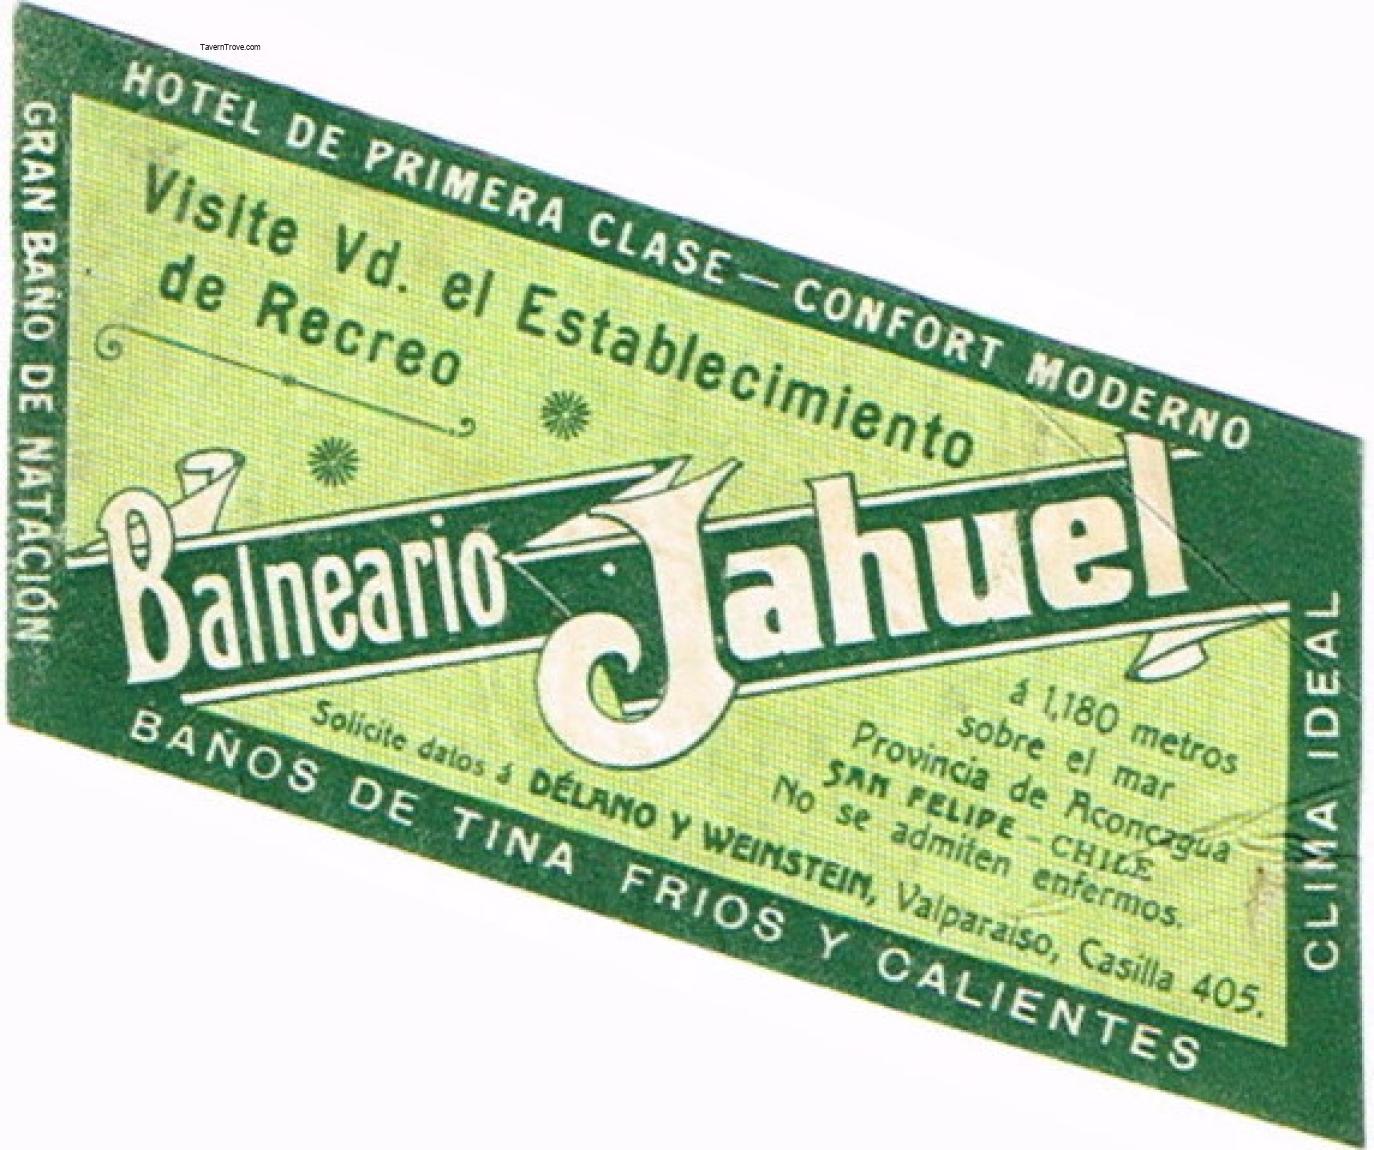 TavernTrove.com
HOTEL DE PRIMERA CLASE — CONFORT MODERNO
GRAN BAÑO DE NATACIÓN
Visite Vd. el Establecimiento
de Recreo
Balneario Jahuel
á 1,180 metros
sobre el mar
Provincia de Aconcagua
SAN FELIPE - CHILE
No se admiten enfermos.
Solicite datos á DÉLANO Y WEINSTEIN, Valparaiso, Casilla 405.
BAÑOS DE TINA FRIOS Y CALIENTES
CLIMA IDEAL